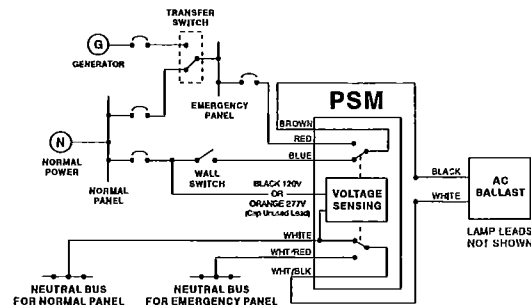 TRANSFER
SWITCH
G
GENERATOR
EMERGENCY
PANEL
N
NORMAL
POWER
NORMAL
PANEL
WALL
SWITCH
PSM
BROWN
RED
BLUE
BLACK 120V
OR
ORANGE 277V
(Cap Unused Lead)
VOLTAGE
SENSING
WHITE
WHT/RED
WHT/BLK
BLACK
WHITE
AC
BALLAST
LAMP LEADS
NOT SHOWN
NEUTRAL BUS
FOR NORMAL PANEL
NEUTRAL BUS
FOR EMERGENCY PANEL